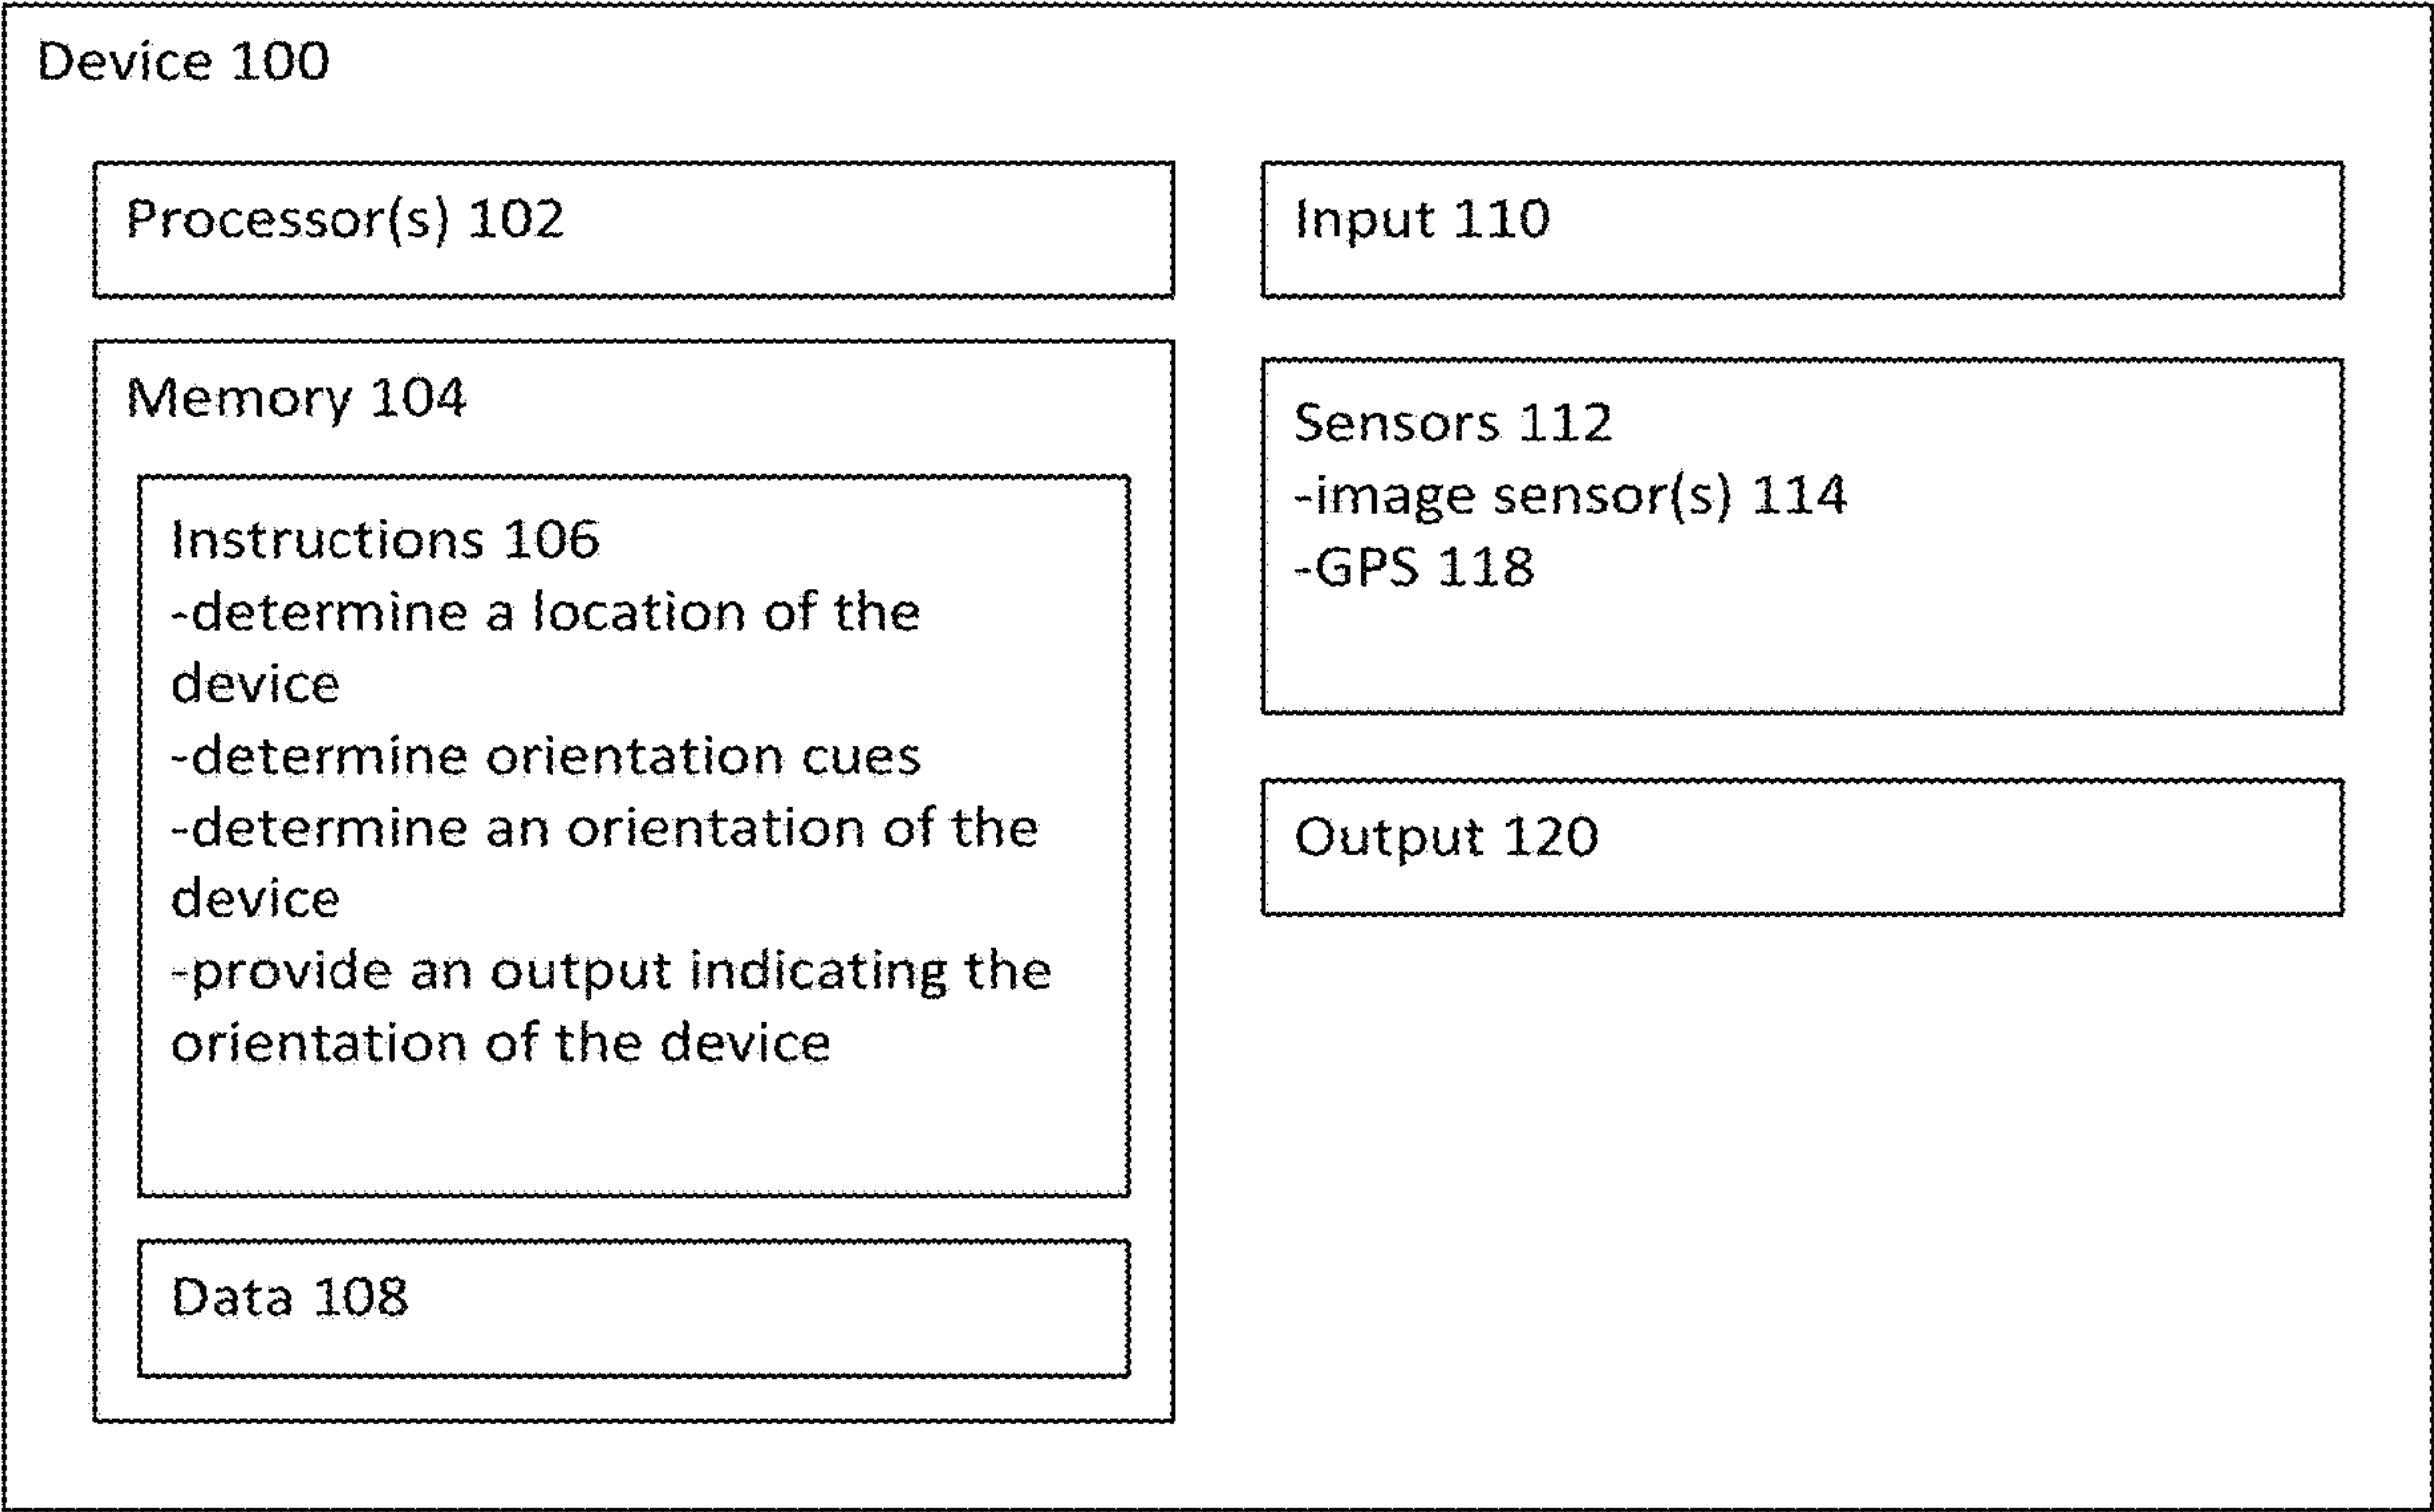 Device 100
Processor(s) 102
Memory 104
Instructions 106
-determine a location of the
device
-determine orientation cues
-determine an orientation of the
device
-provide an output indicating the
orientation of the device
Data 108
Input 110
Sensors 112
-image sensor(s) 114
-GPS 118
Output 120